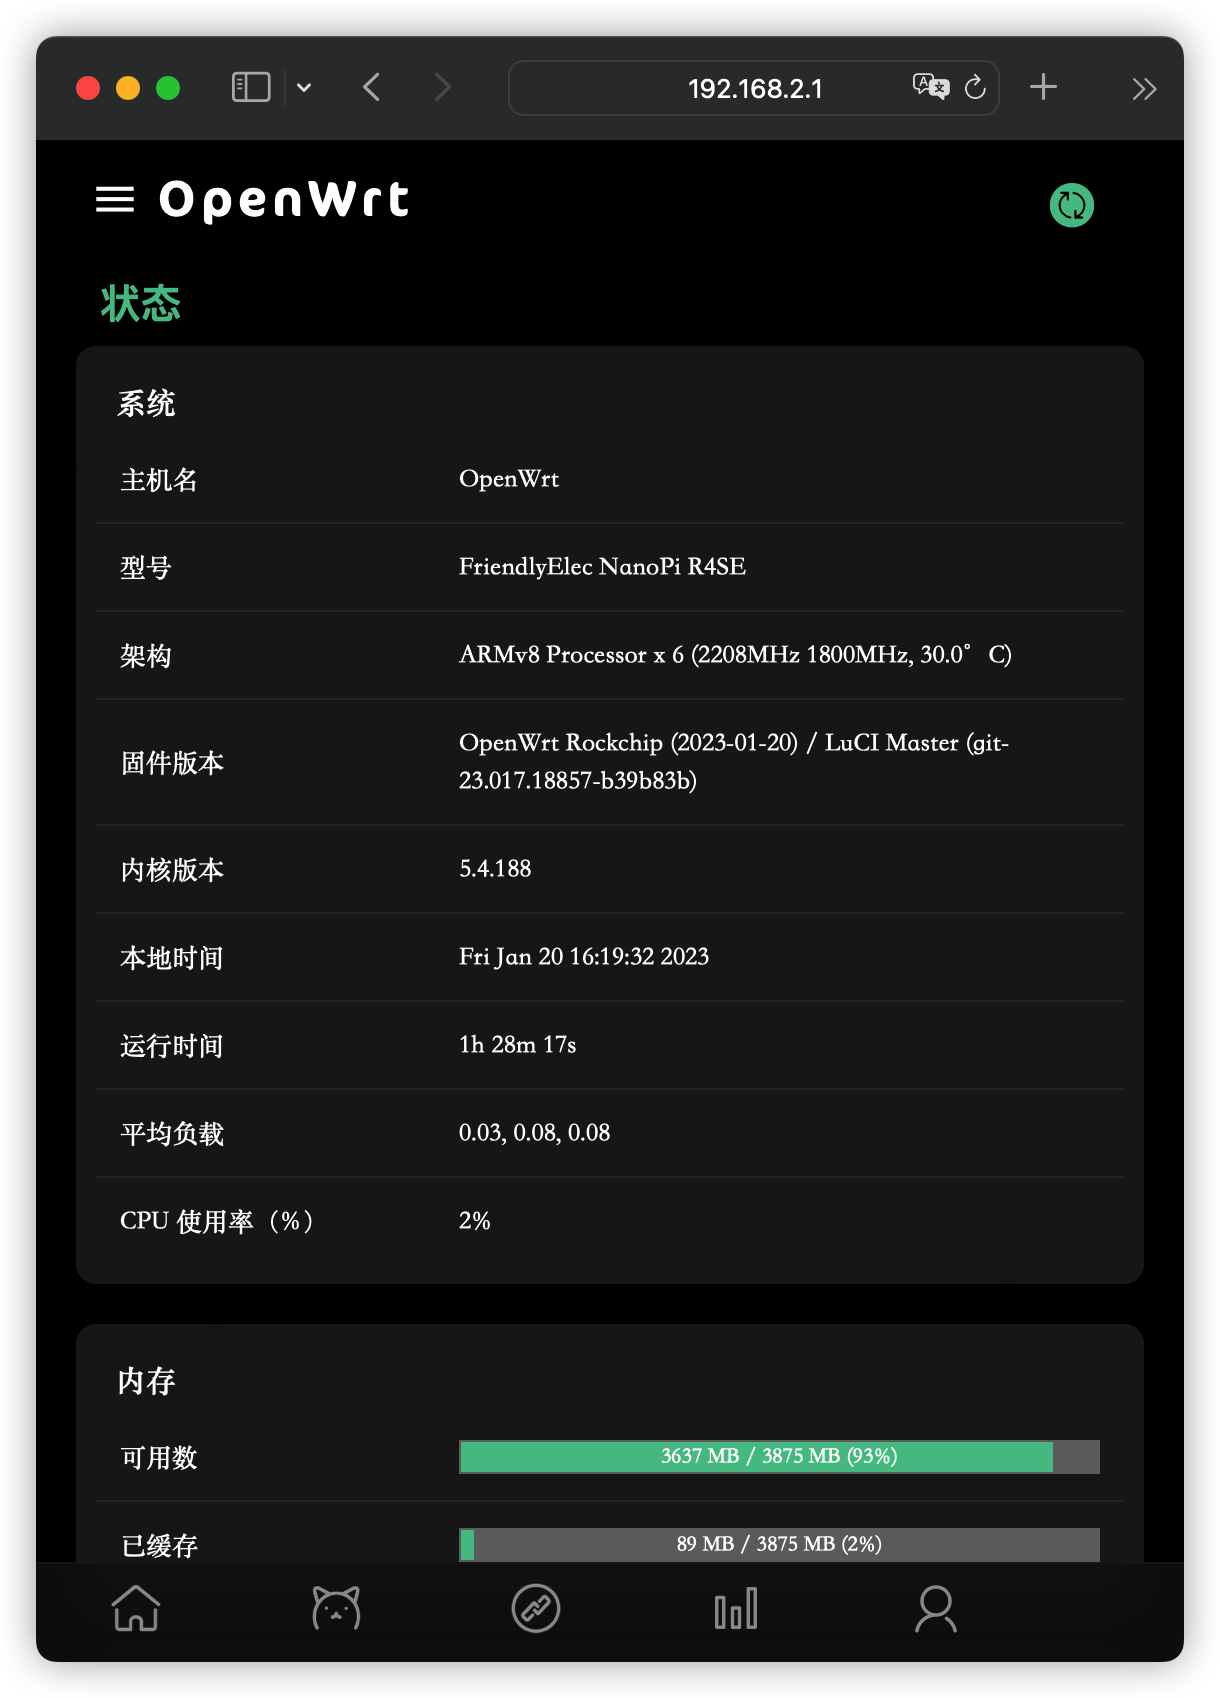 192.168.2.1
OpenWrt
状态
系统
主机名 OpenWrt
型号 FriendlyElec NanoPi R4SE
架构 ARMv8 Processor x 6 (2208MHz 1800MHz, 30.0° C)
固件版本 OpenWrt Rockchip (2023-01-20) / LuCI Master (git-
23.017.18857-b39b83b)
内核版本 5.4.188
本地时间 Fri Jan 20 16:19:32 2023
运行时间 1h 28m 17s
平均负载 0.03, 0.08, 0.08
CPU 使用率（%） 2%
内存
可用数 3637 MB / 3875 MB (93%)
已缓存 89 MB / 3875 MB (2%)